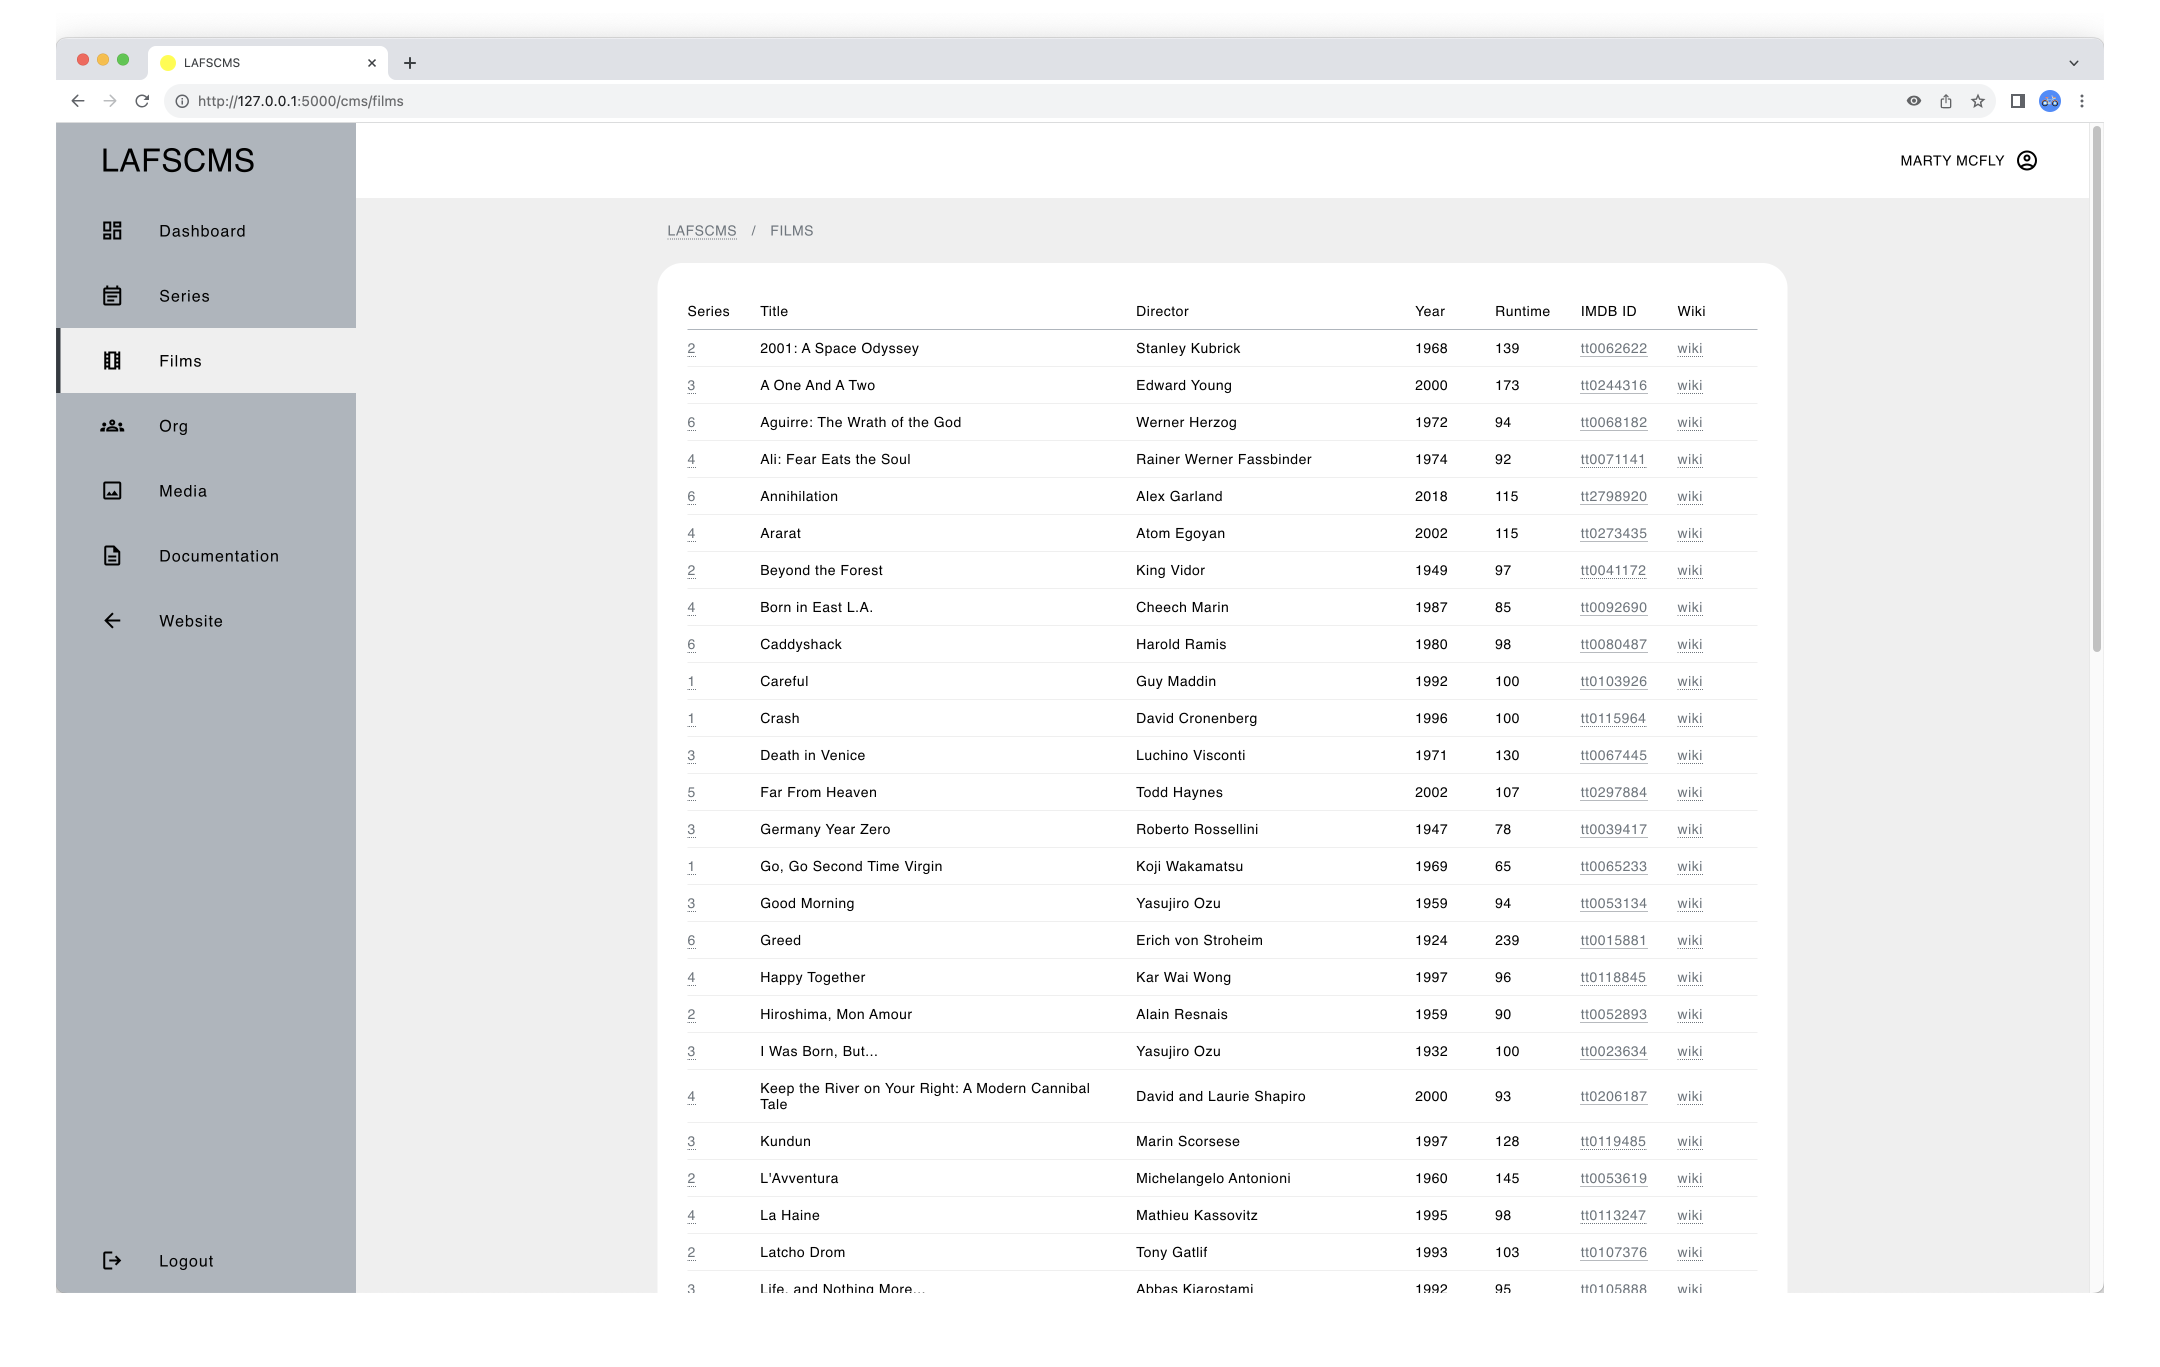 LAFSCMS
http://127.0.0.1:5000/cms/films
LAFSCMS
MARTY MCFLY
Dashboard
Series
Films
Org
Media
Documentation
Website
Logout
LAFSCMS / FILMS
Series Title Director Year Runtime IMDB ID Wiki
2 2001: A Space Odyssey Stanley Kubrick 1968 139 tt0062622 wiki
3 A One And A Two Edward Young 2000 173 tt0244316 wiki
6 Aguirre: The Wrath of the God Werner Herzog 1972 94 tt0068182 wiki
4 Ali: Fear Eats the Soul Rainer Werner Fassbinder 1974 92 tt0071141 wiki
6 Annihilation Alex Garland 2018 115 tt2798920 wiki
4 Ararat Atom Egoyan 2002 115 tt0273435 wiki
2 Beyond the Forest King Vidor 1949 97 tt0041172 wiki
4 Born in East L.A. Cheech Marin 1987 85 tt0092690 wiki
6 Caddyshack Harold Ramis 1980 98 tt0080487 wiki
1 Careful Guy Maddin 1992 100 tt0103926 wiki
1 Crash David Cronenberg 1996 100 tt0115964 wiki
3 Death in Venice Luchino Visconti 1971 130 tt0067445 wiki
5 Far From Heaven Todd Haynes 2002 107 tt0297884 wiki
3 Germany Year Zero Roberto Rossellini 1947 78 tt0039417 wiki
1 Go, Go Second Time Virgin Koji Wakamatsu 1969 65 tt0065233 wiki
3 Good Morning Yasujiro Ozu 1959 94 tt0053134 wiki
6 Greed Erich von Stroheim 1924 239 tt0015881 wiki
4 Happy Together Kar Wai Wong 1997 96 tt0118845 wiki
2 Hiroshima, Mon Amour Alain Resnais 1959 90 tt0052893 wiki
3 I Was Born, But... Yasujiro Ozu 1932 100 tt0023634 wiki
4 Keep the River on Your Right: A Modern Cannibal
Tale David and Laurie Shapiro 2000 93 tt0206187 wiki
3 Kundun Marin Scorsese 1997 128 tt0119485 wiki
2 L'Avventura Michelangelo Antonioni 1960 145 tt0053619 wiki
4 La Haine Mathieu Kassovitz 1995 98 tt0113247 wiki
2 Latcho Drom Tony Gatlif 1993 103 tt0107376 wiki
3 Life, and Nothing More... Abbas Kiarostami 1992 95 tt0105888 wiki